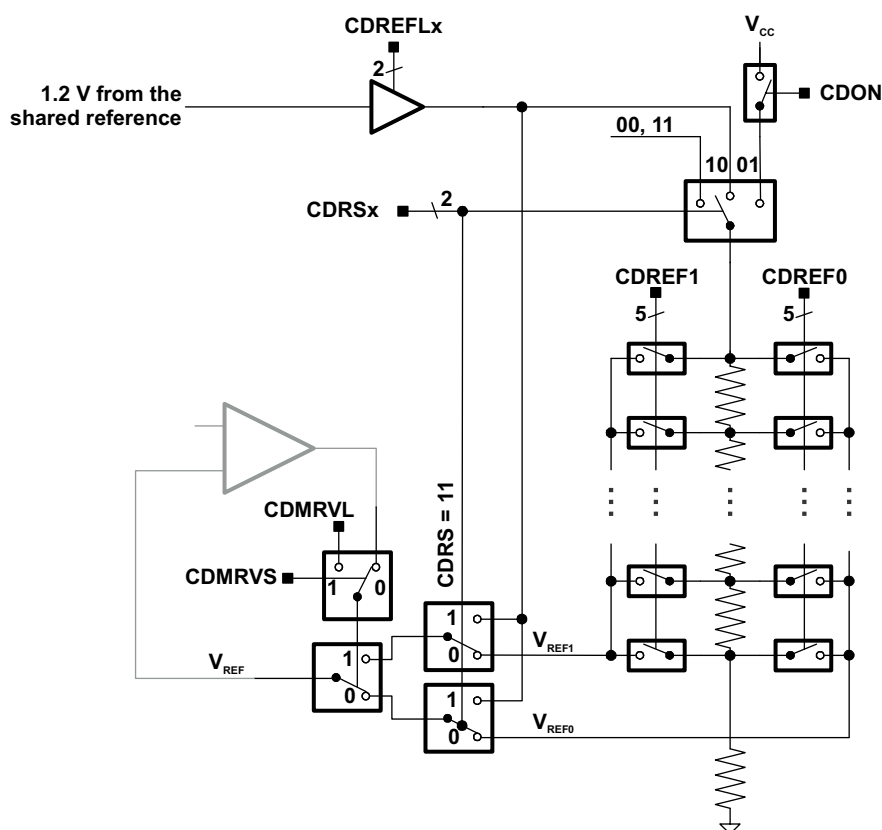 CDREFLx
VCC
2
1.2 V from the
shared reference
CDON
00, 11
10 01
CDRSx
2
CDREF1
CDREF0
5
5
CDRS = 11
CDMRVL
CDMRVS
1 0
1
0
VREF1
VREF
1
0
1
0
VREF0